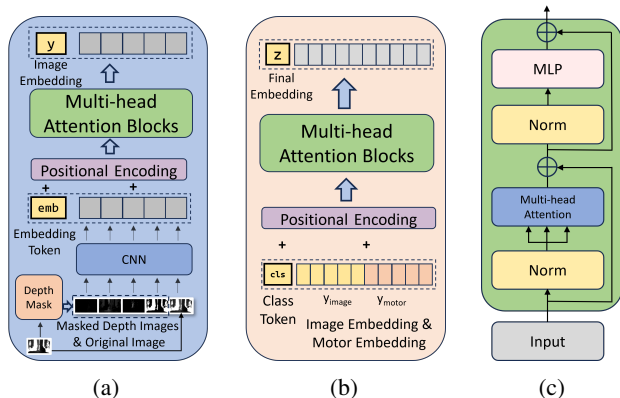 y
Image
Embedding
Multi-head
Attention Blocks
Positional Encoding
+ +
emb
Embedding
Token
CNN
Depth
Mask
Masked Depth Images
& Original Image
(a)
z
Final
Embedding
Multi-head
Attention Blocks
Positional Encoding
+ +
cls
Class
Token
yimage ymotor
Image Embedding &
Motor Embedding
(b)
MLP
Norm
Multi-head
Attention
Norm
Input
(c)